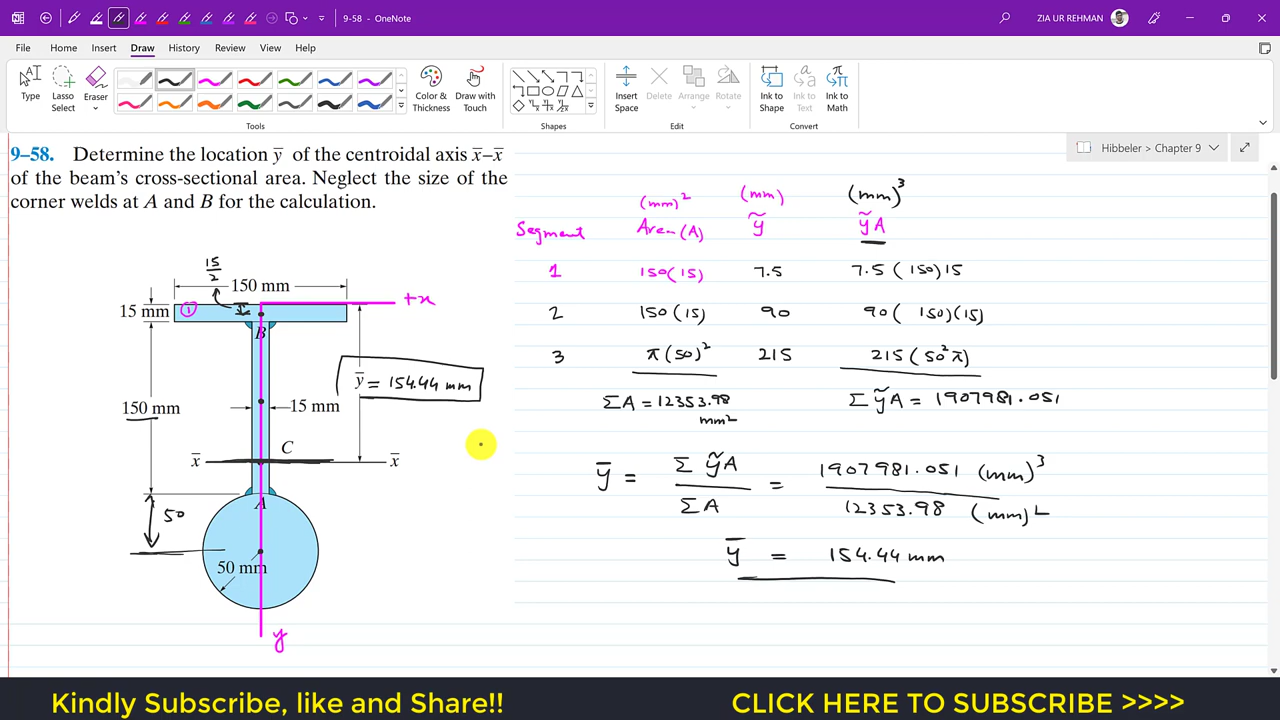 9-58 - OneNote
ZIA UR REHMAN
File Home Insert Draw History Review View Help
Type
Lasso Select
Eraser
Color & Thickness
Draw with Touch
Insert Space
Delete
Arrange
Rotate
Ink to Shape
Ink to Text
Ink to Math
Tools
Shapes
Edit
Convert
Hibbeler > Chapter 9
9–58. Determine the location ȳ of the centroidal axis x̄–x̄
of the beam's cross-sectional area. Neglect the size of the
corner welds at A and B for the calculation.
15/2
150 mm
+x
15 mm
①
B
ȳ = 154.44 mm
150 mm
15 mm
C
x̄
x̄
A
50
50 mm
y
(mm)² (mm) (mm)³
Segment Area(A) ỹ ỹA
1 150(15) 7.5 7.5(150)15
2 150(15) 90 90(150)(15)
3 π(50)² 215 215(50²π)
ΣA = 12353.98 mm²
ΣỹA = 1907981.051
ȳ = ΣỹA / ΣA = 1907981.051 (mm)³ / 12353.98 (mm)²
ȳ = 154.44 mm
Kindly Subscribe, like and Share!!
CLICK HERE TO SUBSCRIBE >>>>